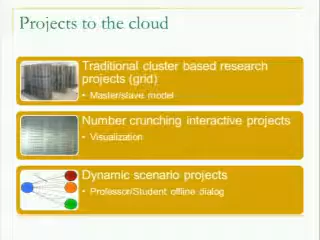 Projects to the cloud
Traditional cluster based research
projects (grid)
• Master/slave model
Number crunching interactive projects
• Visualization
Dynamic scenario projects
• Professor/Student offline dialog